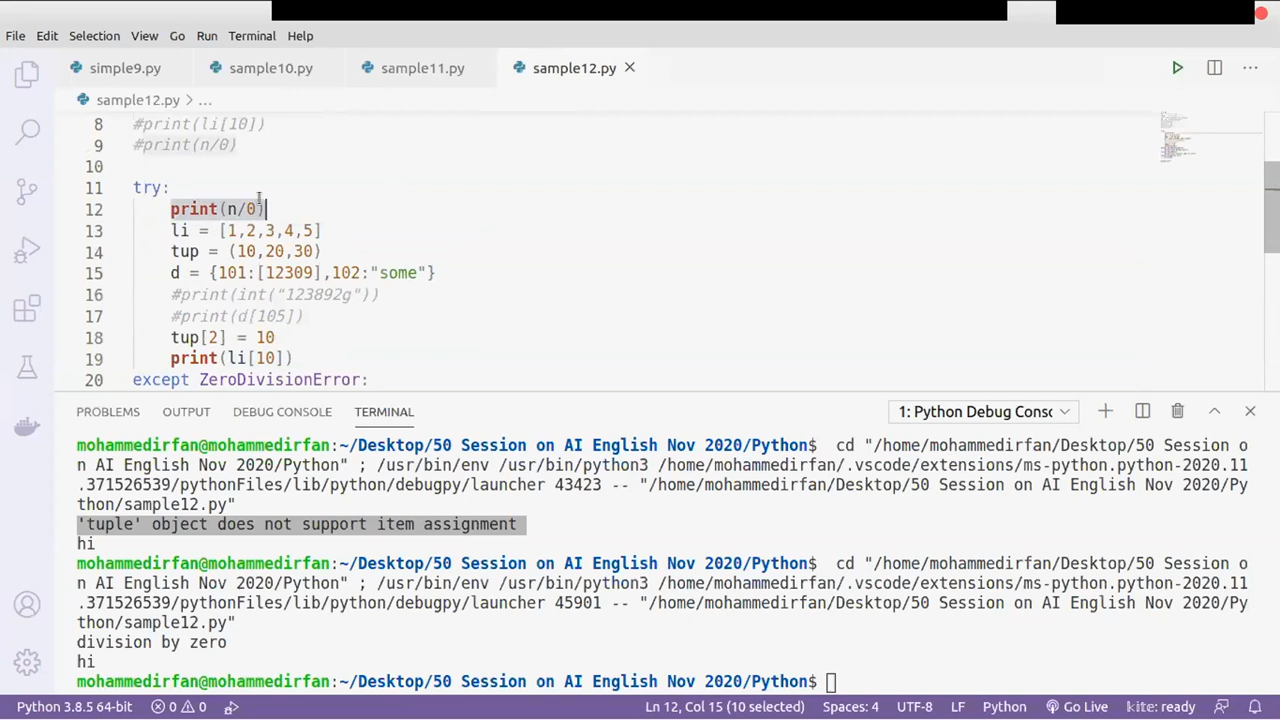 File Edit Selection View Go Run Terminal Help
simple9.py sample10.py sample11.py sample12.py
sample12.py > ...
8 #print(li[10])
9 #print(n/0)
10
11 try:
12 print(n/0)
13 li = [1,2,3,4,5]
14 tup = (10,20,30)
15 d = {101:[12309],102:"some"}
16 #print(int("123892g"))
17 #print(d[105])
18 tup[2] = 10
19 print(li[10])
20 except ZeroDivisionError:
PROBLEMS OUTPUT DEBUG CONSOLE TERMINAL 1: Python Debug Consc
mohammedirfan@mohammedirfan:~/Desktop/50 Session on AI English Nov 2020/Python$ cd "/home/mohammedirfan/Desktop/50 Session o
n AI English Nov 2020/Python" ; /usr/bin/env /usr/bin/python3 /home/mohammedirfan/.vscode/extensions/ms-python.python-2020.11
.371526539/pythonFiles/lib/python/debugpy/launcher 43423 -- "/home/mohammedirfan/Desktop/50 Session on AI English Nov 2020/Py
thon/sample12.py"
'tuple' object does not support item assignment
hi
mohammedirfan@mohammedirfan:~/Desktop/50 Session on AI English Nov 2020/Python$ cd "/home/mohammedirfan/Desktop/50 Session o
n AI English Nov 2020/Python" ; /usr/bin/env /usr/bin/python3 /home/mohammedirfan/.vscode/extensions/ms-python.python-2020.11
.371526539/pythonFiles/lib/python/debugpy/launcher 45901 -- "/home/mohammedirfan/Desktop/50 Session on AI English Nov 2020/Py
thon/sample12.py"
division by zero
hi
mohammedirfan@mohammedirfan:~/Desktop/50 Session on AI English Nov 2020/Python$
Python 3.8.5 64-bit 0 0 Ln 12, Col 15 (10 selected) Spaces: 4 UTF-8 LF Python Go Live kite: ready